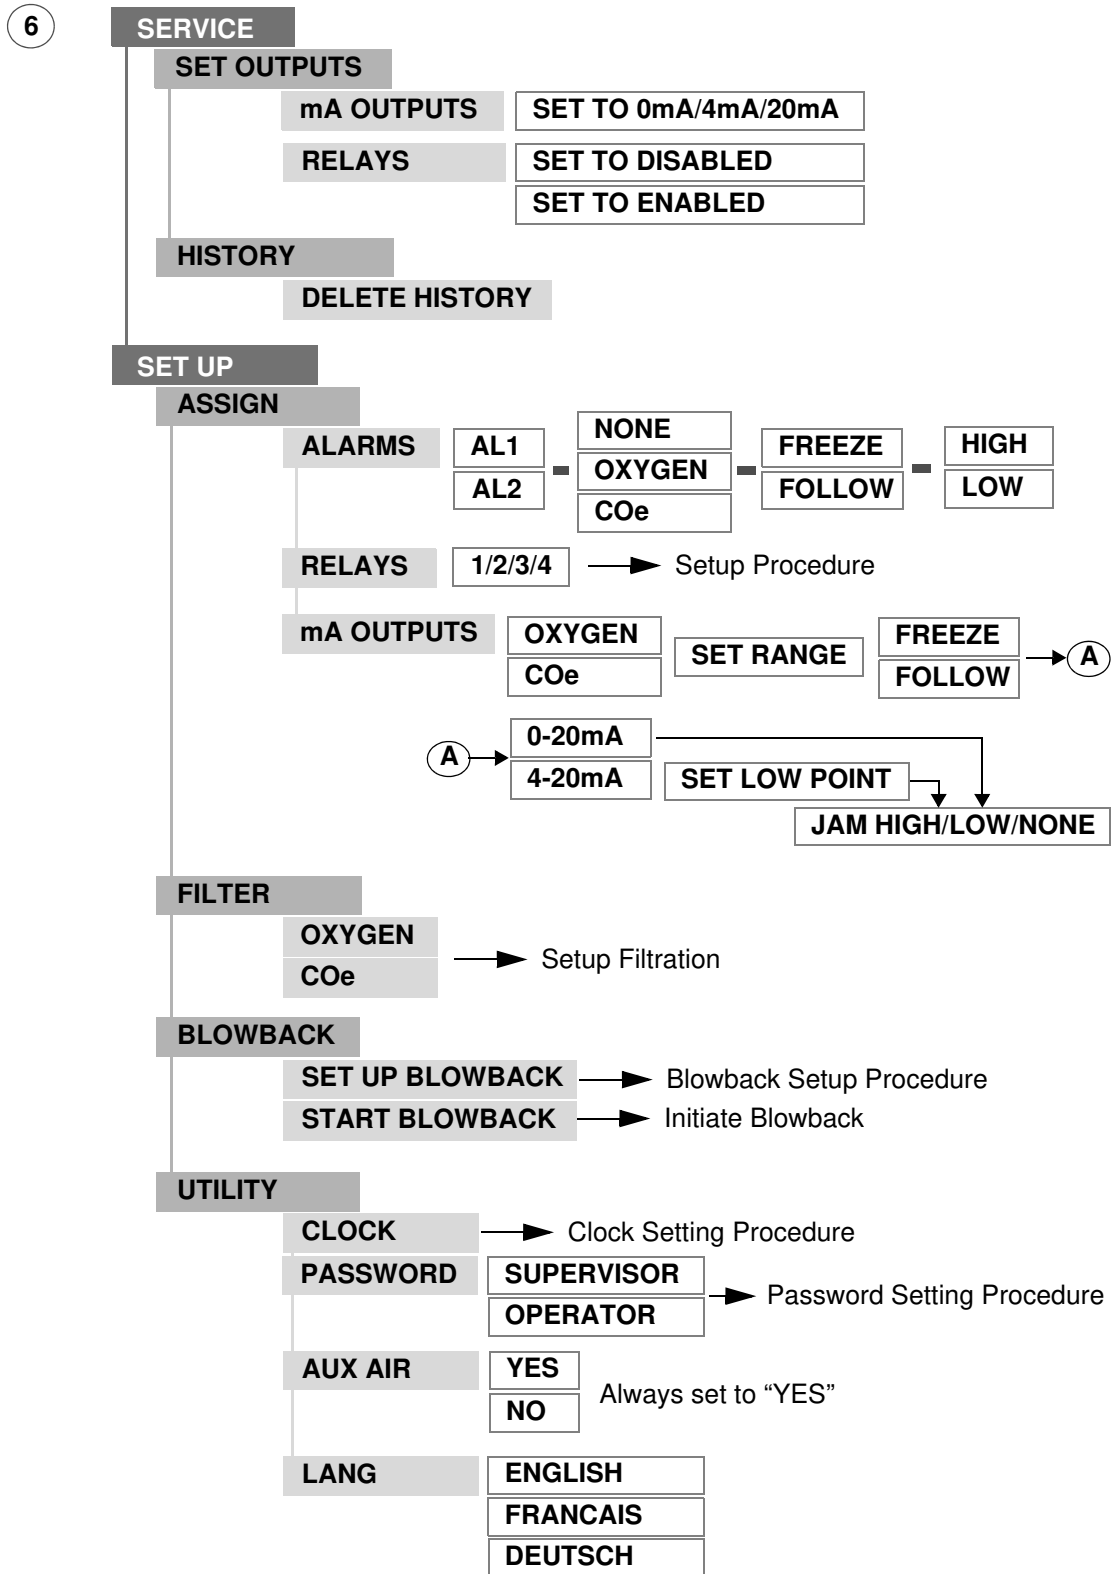 6
SERVICE
SET OUTPUTS
mA OUTPUTS SET TO 0mA/4mA/20mA
RELAYS SET TO DISABLED
SET TO ENABLED
HISTORY
DELETE HISTORY
SET UP
ASSIGN
ALARMS AL1 NONE FREEZE HIGH
AL2 OXYGEN FOLLOW LOW
COe
RELAYS 1/2/3/4 Setup Procedure
mA OUTPUTS OXYGEN SET RANGE FREEZE A
COe FOLLOW
A 0-20mA
4-20mA SET LOW POINT
JAM HIGH/LOW/NONE
FILTER
OXYGEN
COe Setup Filtration
BLOWBACK
SET UP BLOWBACK Blowback Setup Procedure
START BLOWBACK Initiate Blowback
UTILITY
CLOCK Clock Setting Procedure
PASSWORD SUPERVISOR Password Setting Procedure
OPERATOR
AUX AIR YES Always set to “YES”
NO
LANG ENGLISH
FRANCAIS
DEUTSCH